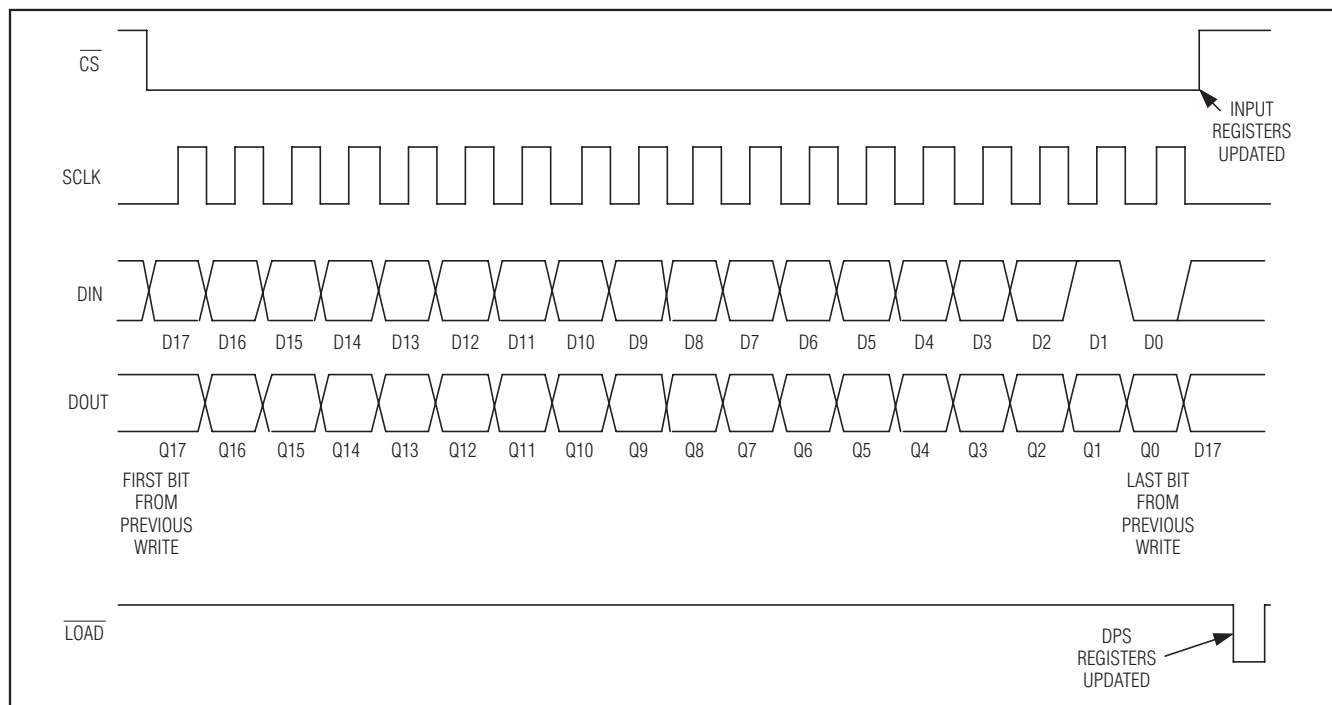 CS
INPUT
REGISTERS
UPDATED
SCLK
DIN
D17 D16 D15 D14 D13 D12 D11 D10 D9 D8 D7 D6 D5 D4 D3 D2 D1 D0
DOUT
Q17 Q16 Q15 Q14 Q13 Q12 Q11 Q10 Q9 Q8 Q7 Q6 Q5 Q4 Q3 Q2 Q1 Q0 D17
FIRST BIT
FROM
PREVIOUS
WRITE
LAST BIT
FROM
PREVIOUS
WRITE
LOAD
DPS
REGISTERS
UPDATED